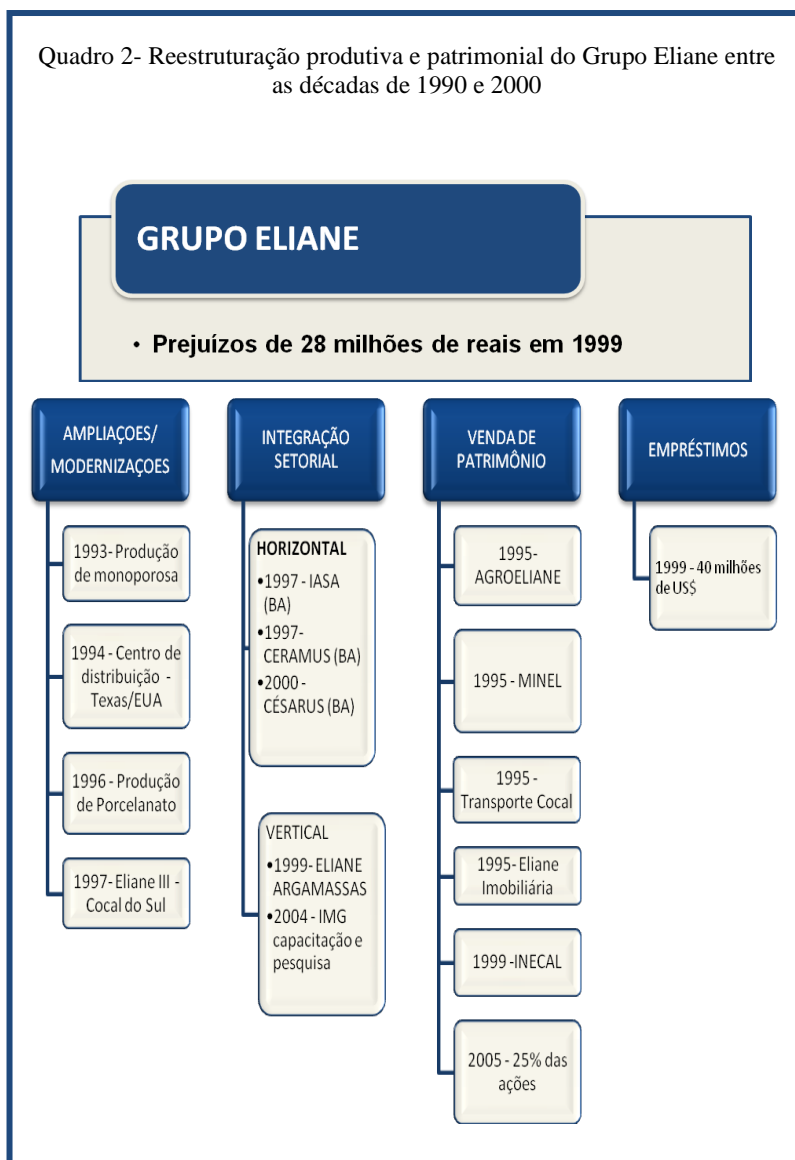 Quadro 2- Reestruturação produtiva e patrimonial do Grupo Eliane entre
as décadas de 1990 e 2000
GRUPO ELIANE
• Prejuízos de 28 milhões de reais em 1999
AMPLIAÇOES/
MODERNIZAÇOES
1993- Produção
de monoporosa
1994 - Centro de
distribuição -
Texas/EUA
1996 - Produção
de Porcelanato
1997- Eliane III -
Cocal do Sul
INTEGRAÇÃO
SETORIAL
HORIZONTAL
•1997 - IASA
(BA)
•1997-
CERAMUS (BA)
•2000 -
CÉSARUS (BA)
VERTICAL
•1999- ELIANE
ARGAMASSAS
•2004 - IMG
capacitação e
pesquisa
VENDA DE
PATRIMÔNIO
1995-
AGROELIANE
1995 - MINEL
1995 -
Transporte Cocal
1995- Eliane
Imobiliária
1999 -INECAL
2005 - 25% das
ações
EMPRÉSTIMOS
1999 - 40 milhões
de US$